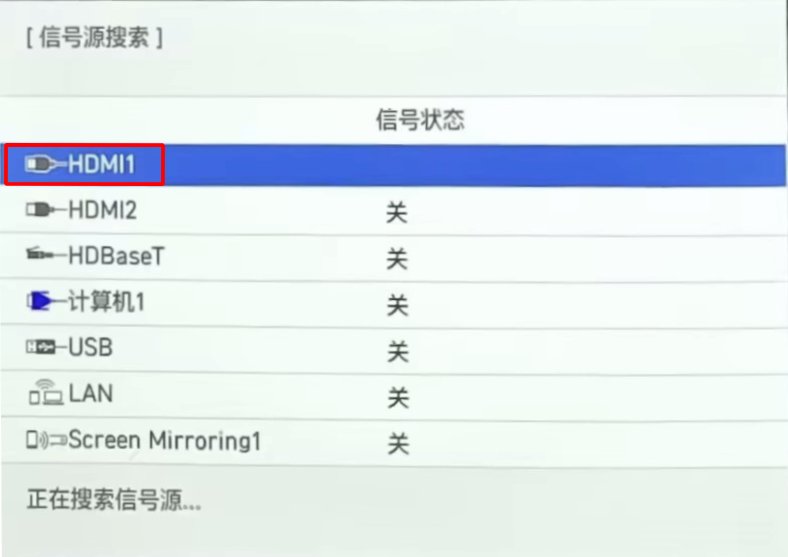 [ 信号源搜索 ]
信号状态
HDMI1
HDMI2 关
HDBaseT 关
计算机1 关
USB 关
LAN 关
Screen Mirroring1 关
正在搜索信号源...